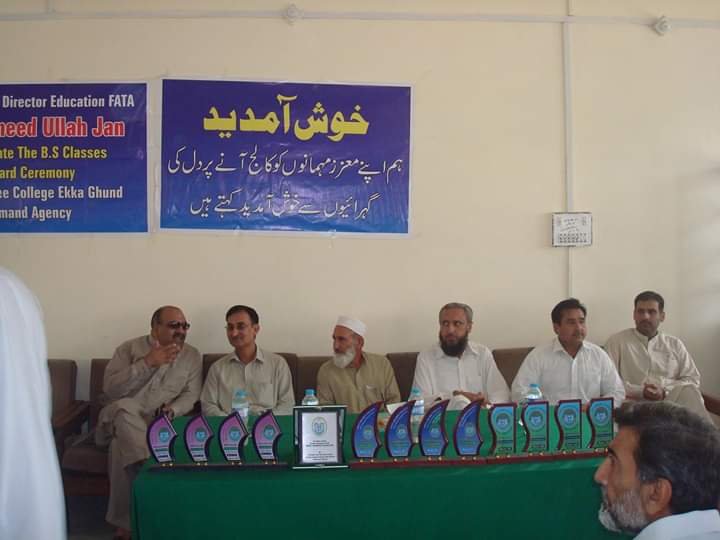 Director Education FATA
meed Ullah Jan
ate The B.S Classes
ard Ceremony
ee College Ekka Ghund
mand Agency
خوش آمدید
ہم اپنے معزز مہمانوں کو کالج آنے پر دل کی
گہرائیوں سے خوش آمدید کہتے ہیں